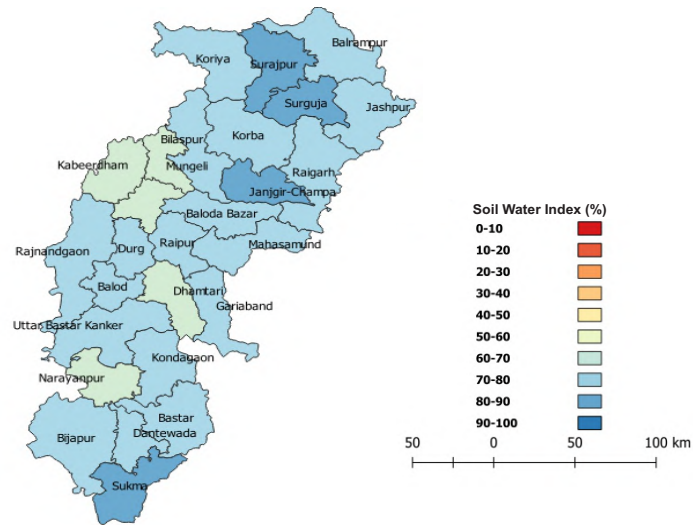 Balrampur
Koriya
Surajpur
Surguja
Jashpur
Korba
Bilaspur
Kabeerdham
Mungeli
Raigarh
Janjgir-Champa
Baloda Bazar
Rajnandgaon
Durg
Raipur
Mahasamund
Balod
Dhamtari
Gariaband
Uttar Bastar Kanker
Kondagaon
Narayanpur
Bastar
Dantewada
Bijapur
Sukma
Soil Water Index (%)
0-10
10-20
20-30
30-40
40-50
50-60
60-70
70-80
80-90
90-100
50 0 50 100 km